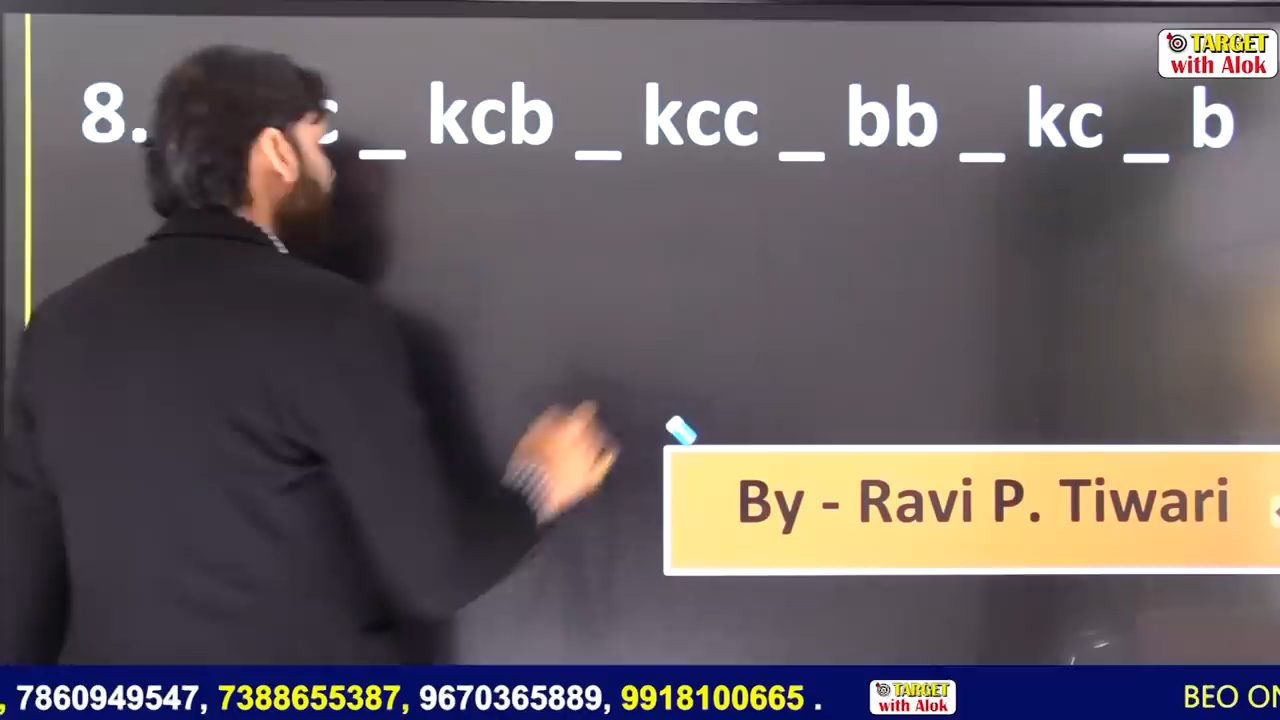 TARGET
with Alok
8. c _ kcb _ kcc _ bb _ kc _ b
By - Ravi P. Tiwari
, 7860949547, 7388655387, 9670365889, 9918100665 .
TARGET
with Alok
BEO ON